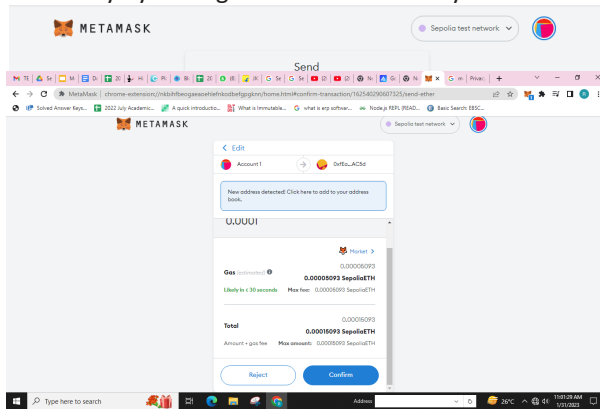 METAMASK
Sepolia test network
Send
MetaMask | chrome-extension://nkbihfbeogaeaoehlefnkodbefgpgknn/home.html#confirm-transaction/162540290607325/send-ether
Solved Answer Keys...
2022 July Academic...
A quick introductio...
What is Immutable...
what is erp softwar...
Node.js REPL (READ...
Basic Search: EBSC...
METAMASK
Sepolia test network
< Edit
Account 1
0xfEa...AC5d
New address detected! Click here to add to your address
book.
0.0001
Market >
Gas (estimated)
0.00005093
0.00005093 SepoliaETH
Likely in < 30 seconds
Max fee: 0.00005093 SepoliaETH
Total
0.00015093
0.00015093 SepoliaETH
Amount + gas fee
Max amount: 0.00015093 SepoliaETH
Reject
Confirm
Type here to search
Address
26°C
11:01:29 AM
1/31/2023